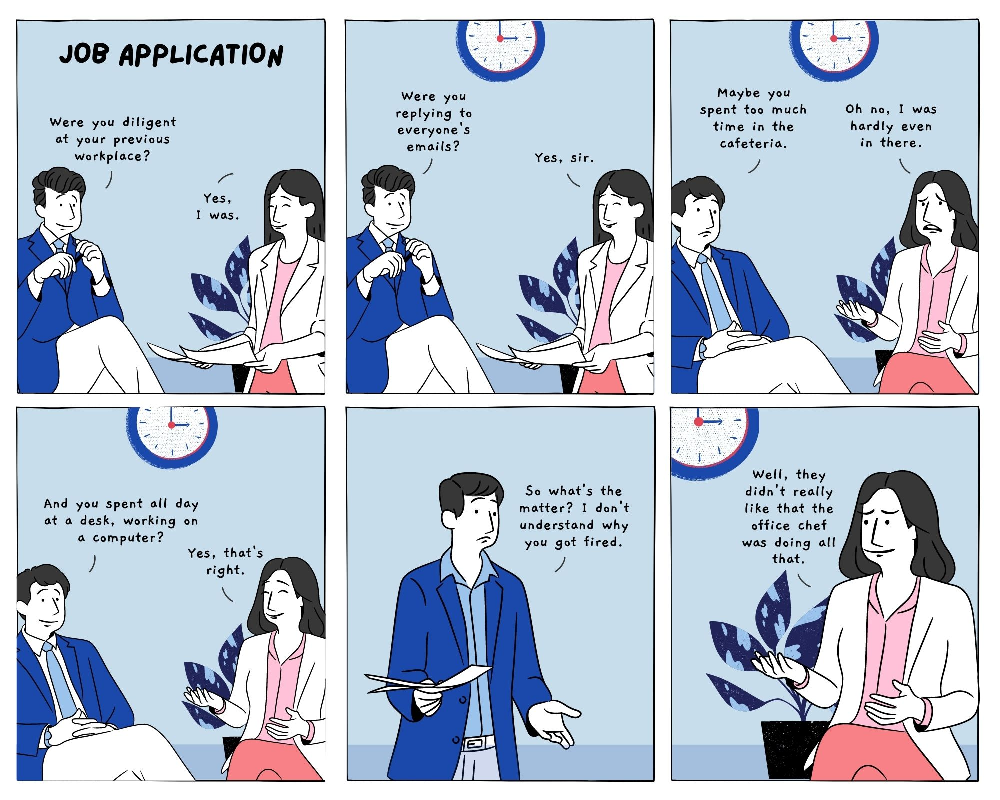 JOB APPLICATION
Were you diligent
at your previous
workplace?
Yes,
I was.
Were you
replying to
everyone's
emails?
Yes, sir.
Maybe you
spent too much
time in the
cafeteria.
Oh no, I was
hardly even
in there.
And you spent all day
at a desk, working on
a computer?
Yes, that's
right.
So what's the
matter? I don't
understand why
you got fired.
Well, they
didn't really
like that the
office chef
was doing all
that.